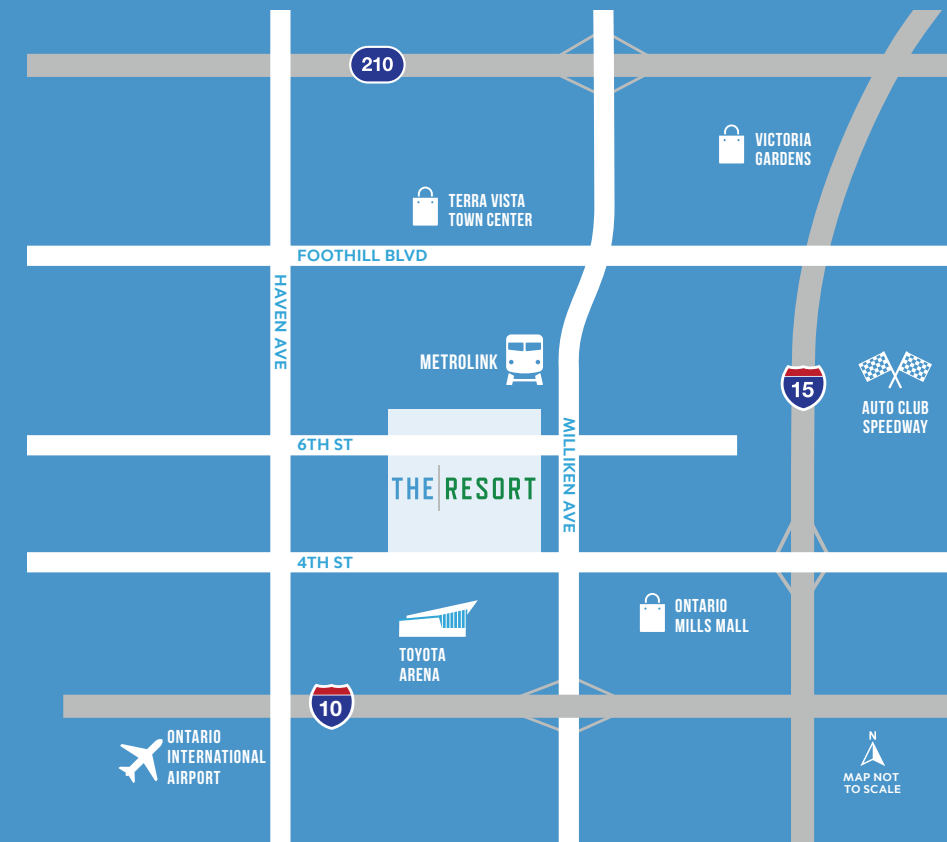 210
VICTORIA
GARDENS
TERRA VISTA
TOWN CENTER
FOOTHILL BLVD
HAVEN AVE
METROLINK
15
AUTO CLUB
SPEEDWAY
MILLIKEN AVE
6TH ST
THE RESORT
4TH ST
ONTARIO
MILLS MALL
TOYOTA
ARENA
10
ONTARIO
INTERNATIONAL
AIRPORT
N
MAP NOT
TO SCALE